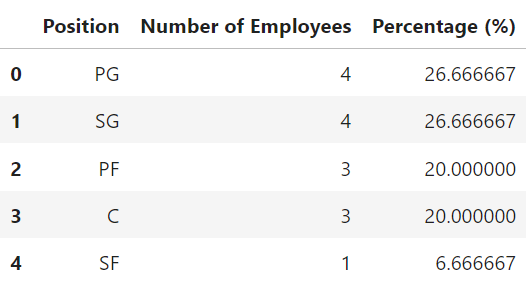 Position Number of Employees Percentage (%)
0 PG 4 26.666667
1 SG 4 26.666667
2 PF 3 20.000000
3 C 3 20.000000
4 SF 1 6.666667